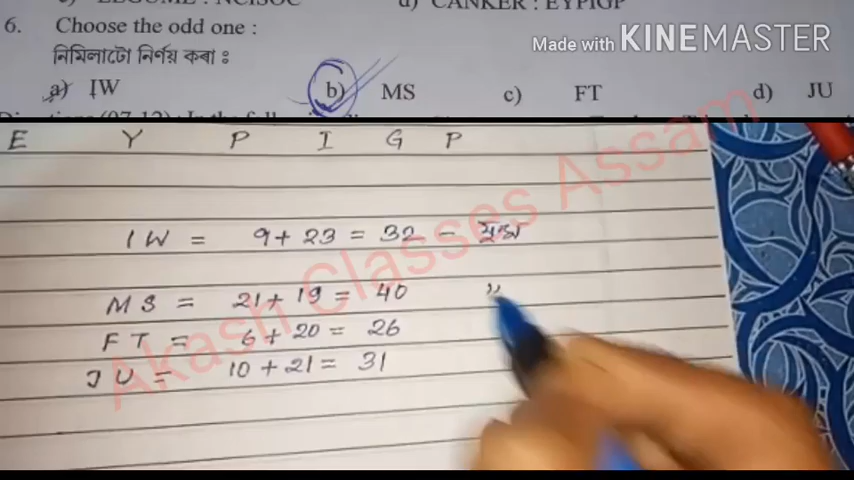 d) CANKER : EYPIGP
6. Choose the odd one :
Made with KINEMASTER
নিমিলাটো নিৰ্ণয় কৰা ঃ
a) IW b) MS c) FT d) JU
E Y P I G P
IW = 9 + 23 = 32 - যুগ্ম
MS = 21 + 19 = 40 "
FT = 6 + 20 = 26
JU = 10 + 21 = 31
Akash Classes Assam